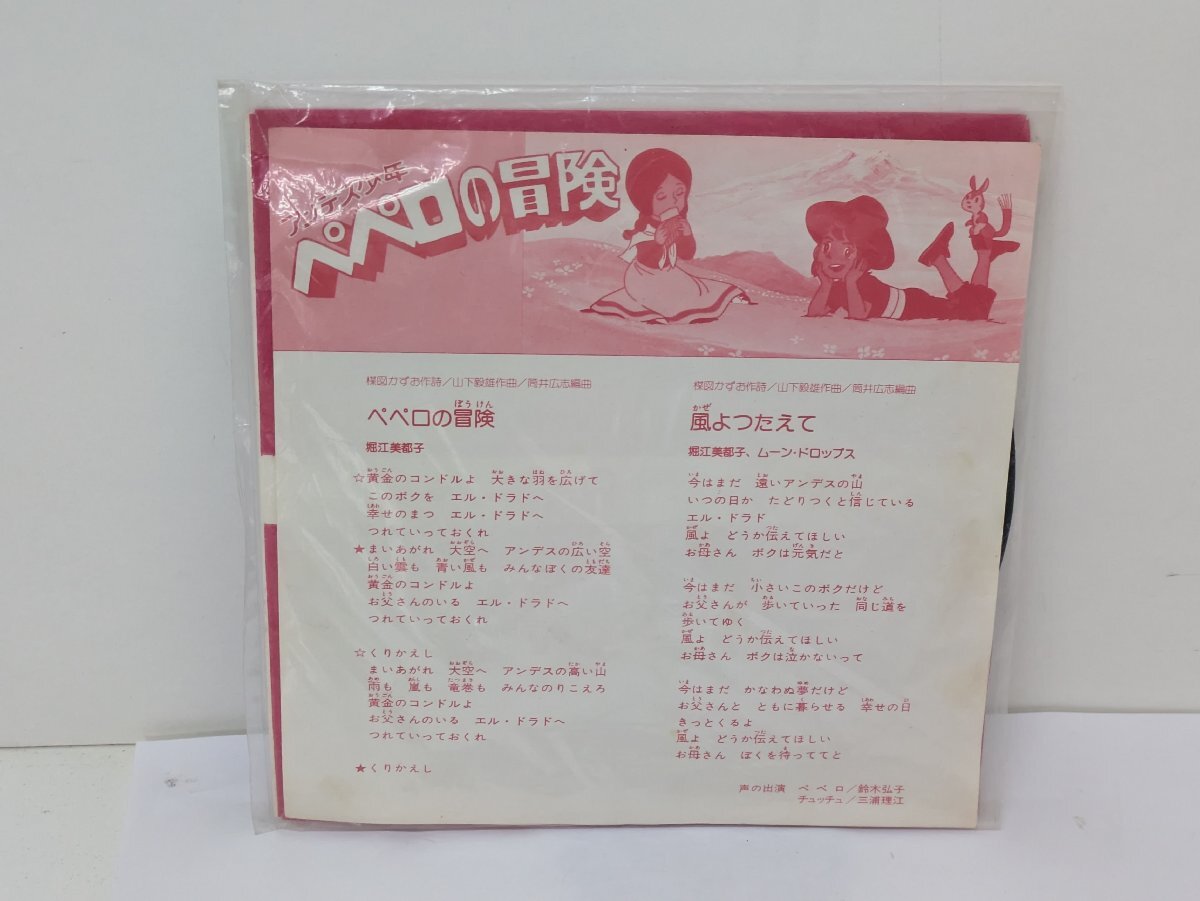 アンデス少年
ペペロの冒険
楳図かずお作詩／山下毅雄作曲／筒井広志編曲
ペペロの冒険
堀江美都子
☆黄金のコンドルよ 大きな羽を広げて
このボクを エル・ドラドへ
幸せのまつ エル・ドラドへ
つれていっておくれ
★まいあがれ 大空へ アンデスの広い空
白い雲も 青い風も みんなぼくの友達
黄金のコンドルよ
お父さんのいる エル・ドラドへ
つれていっておくれ
☆くりかえし
まいあがれ 大空へ アンデスの高い山
雨も 嵐も 竜巻も みんなのりこえろ
黄金のコンドルよ
お父さんのいる エル・ドラドへ
つれていっておくれ
★くりかえし
楳図かずお作詩／山下毅雄作曲／筒井広志編曲
風よつたえて
堀江美都子、ムーン・ドロップス
今はまだ 遠いアンデスの山
いつの日か たどりつくと信じている
エル・ドラド
風よ どうか伝えてほしい
お母さん ボクは元気だと
今はまだ 小さいこのボクだけど
お父さんが 歩いていった 同じ道を
歩いてゆく
風よ どうか伝えてほしい
お母さん ボクは泣かないって
今はまだ かなわぬ夢だけど
お父さんと ともに暮らせる 幸せの日
きっとくるよ
風よ どうか伝えてほしい
お母さん ぼくを待っててと
声の出演 ペペロ／鈴木弘子
チュッチュ／三浦理江